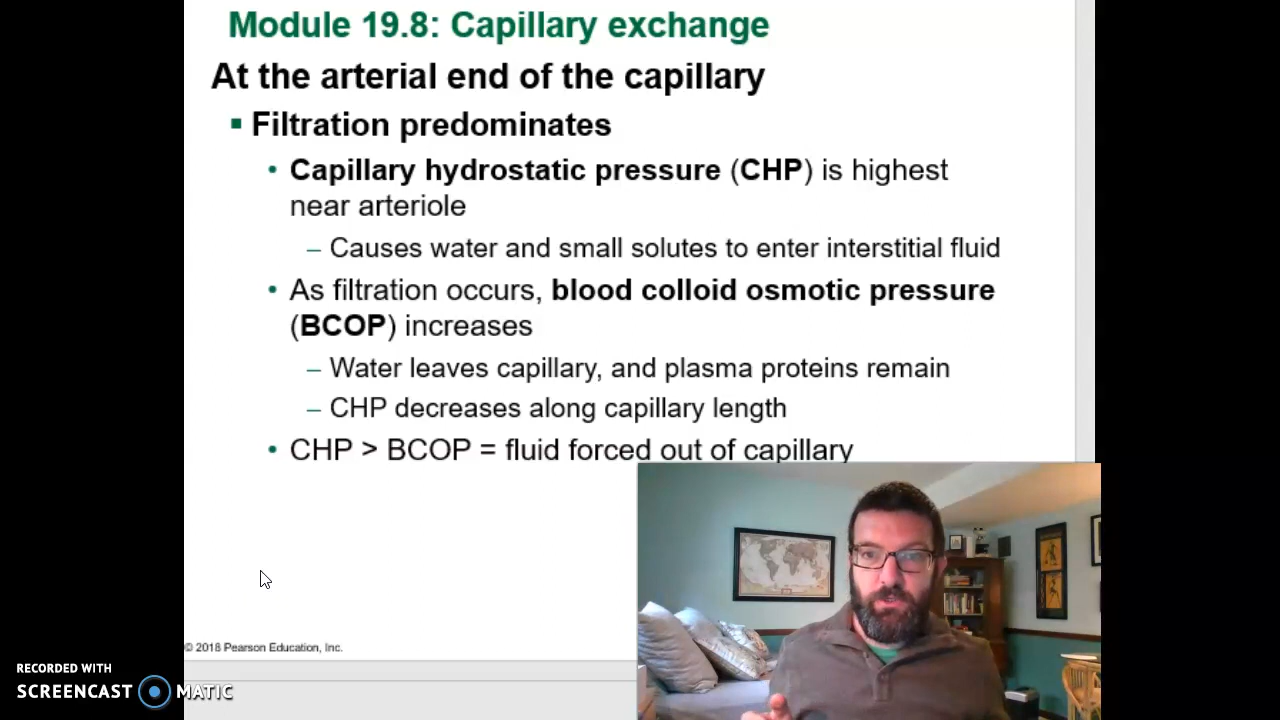 Module 19.8: Capillary exchange
At the arterial end of the capillary
▪ Filtration predominates
• Capillary hydrostatic pressure (CHP) is highest
near arteriole
– Causes water and small solutes to enter interstitial fluid
• As filtration occurs, blood colloid osmotic pressure
(BCOP) increases
– Water leaves capillary, and plasma proteins remain
– CHP decreases along capillary length
• CHP > BCOP = fluid forced out of capillary
© 2018 Pearson Education, Inc.
RECORDED WITH
SCREENCAST MATIC